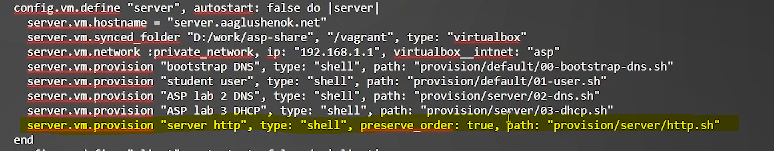 config.vm.define "server", autostart: false do |server|
server.vm.hostname = "server.aaglushenok.net"
server.vm.synced_folder "D:/work/asp-share", "/vagrant", type: "virtualbox"
server.vm.network :private_network, ip: "192.168.1.1", virtualbox__intnet: "asp"
server.vm.provision "bootstrap DNS", type: "shell", path: "provision/default/00-bootstrap-dns.sh"
server.vm.provision "student user", type: "shell", path: "provision/default/01-user.sh"
server.vm.provision "ASP lab 2 DNS", type: "shell", path: "provision/server/02-dns.sh"
server.vm.provision "ASP lab 3 DHCP", type: "shell", path: "provision/server/03-dhcp.sh"
server.vm.provision "server http", type: "shell", preserve_order: true, path: "provision/server/http.sh"
end